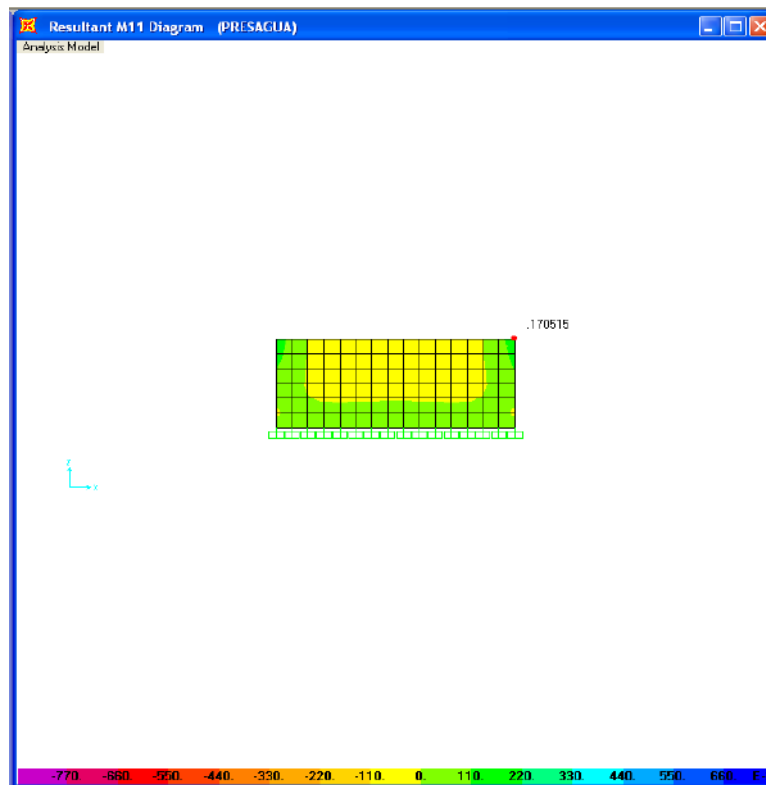 Resultant M11 Diagram (PRESAGUA)
Analysis Model
.170515
-770. -660. -550. -440. -330. -220. -110. 0. 110. 220. 330. 440. 550. 660. E-